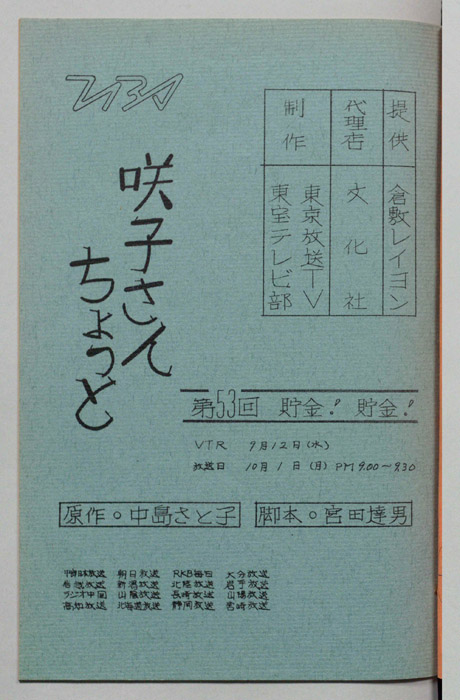 TBS
提供 倉敷レイヨン
代理店 文化社
制作 東京放送TV
東宝テレビ部
咲子さん
ちょっと
第53回 貯金! 貯金!
VTR 9月12日(水)
放送日 10月1日(月) PM 9.00〜9.30
原作。中島さと子 脚本。宮田達男
朝日放送 RKB毎日 大分放送
新潟放送 北陸放送 岩手放送
ラジオ中国 山陰放送 長崎放送 山陽放送
高知放送 北海道放送 静岡放送 宮崎放送